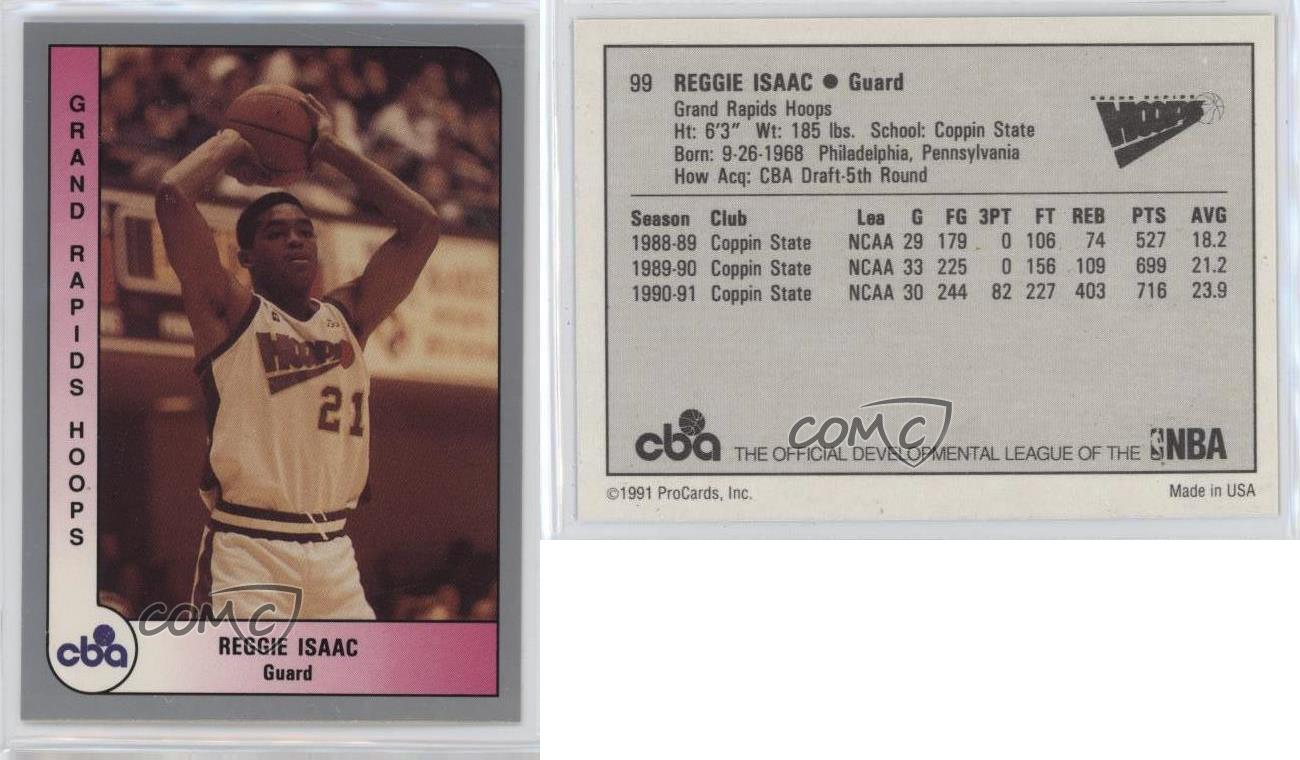 GRAND RAPIDS HOOPS
HOOPS
21
COMC
cba
REGGIE ISAAC
Guard
99 REGGIE ISAAC ● Guard
Grand Rapids Hoops
Ht: 6'3" Wt: 185 lbs. School: Coppin State
Born: 9-26-1968 Philadelphia, Pennsylvania
How Acq: CBA Draft-5th Round
GRAND RAPIDS
HOOPS
Season Club Lea G FG 3PT FT REB PTS AVG
1988-89 Coppin State NCAA 29 179 0 106 74 527 18.2
1989-90 Coppin State NCAA 33 225 0 156 109 699 21.2
1990-91 Coppin State NCAA 30 244 82 227 403 716 23.9
COMC
cba THE OFFICIAL DEVELOPMENTAL LEAGUE OF THE NBA
©1991 ProCards, Inc. Made in USA